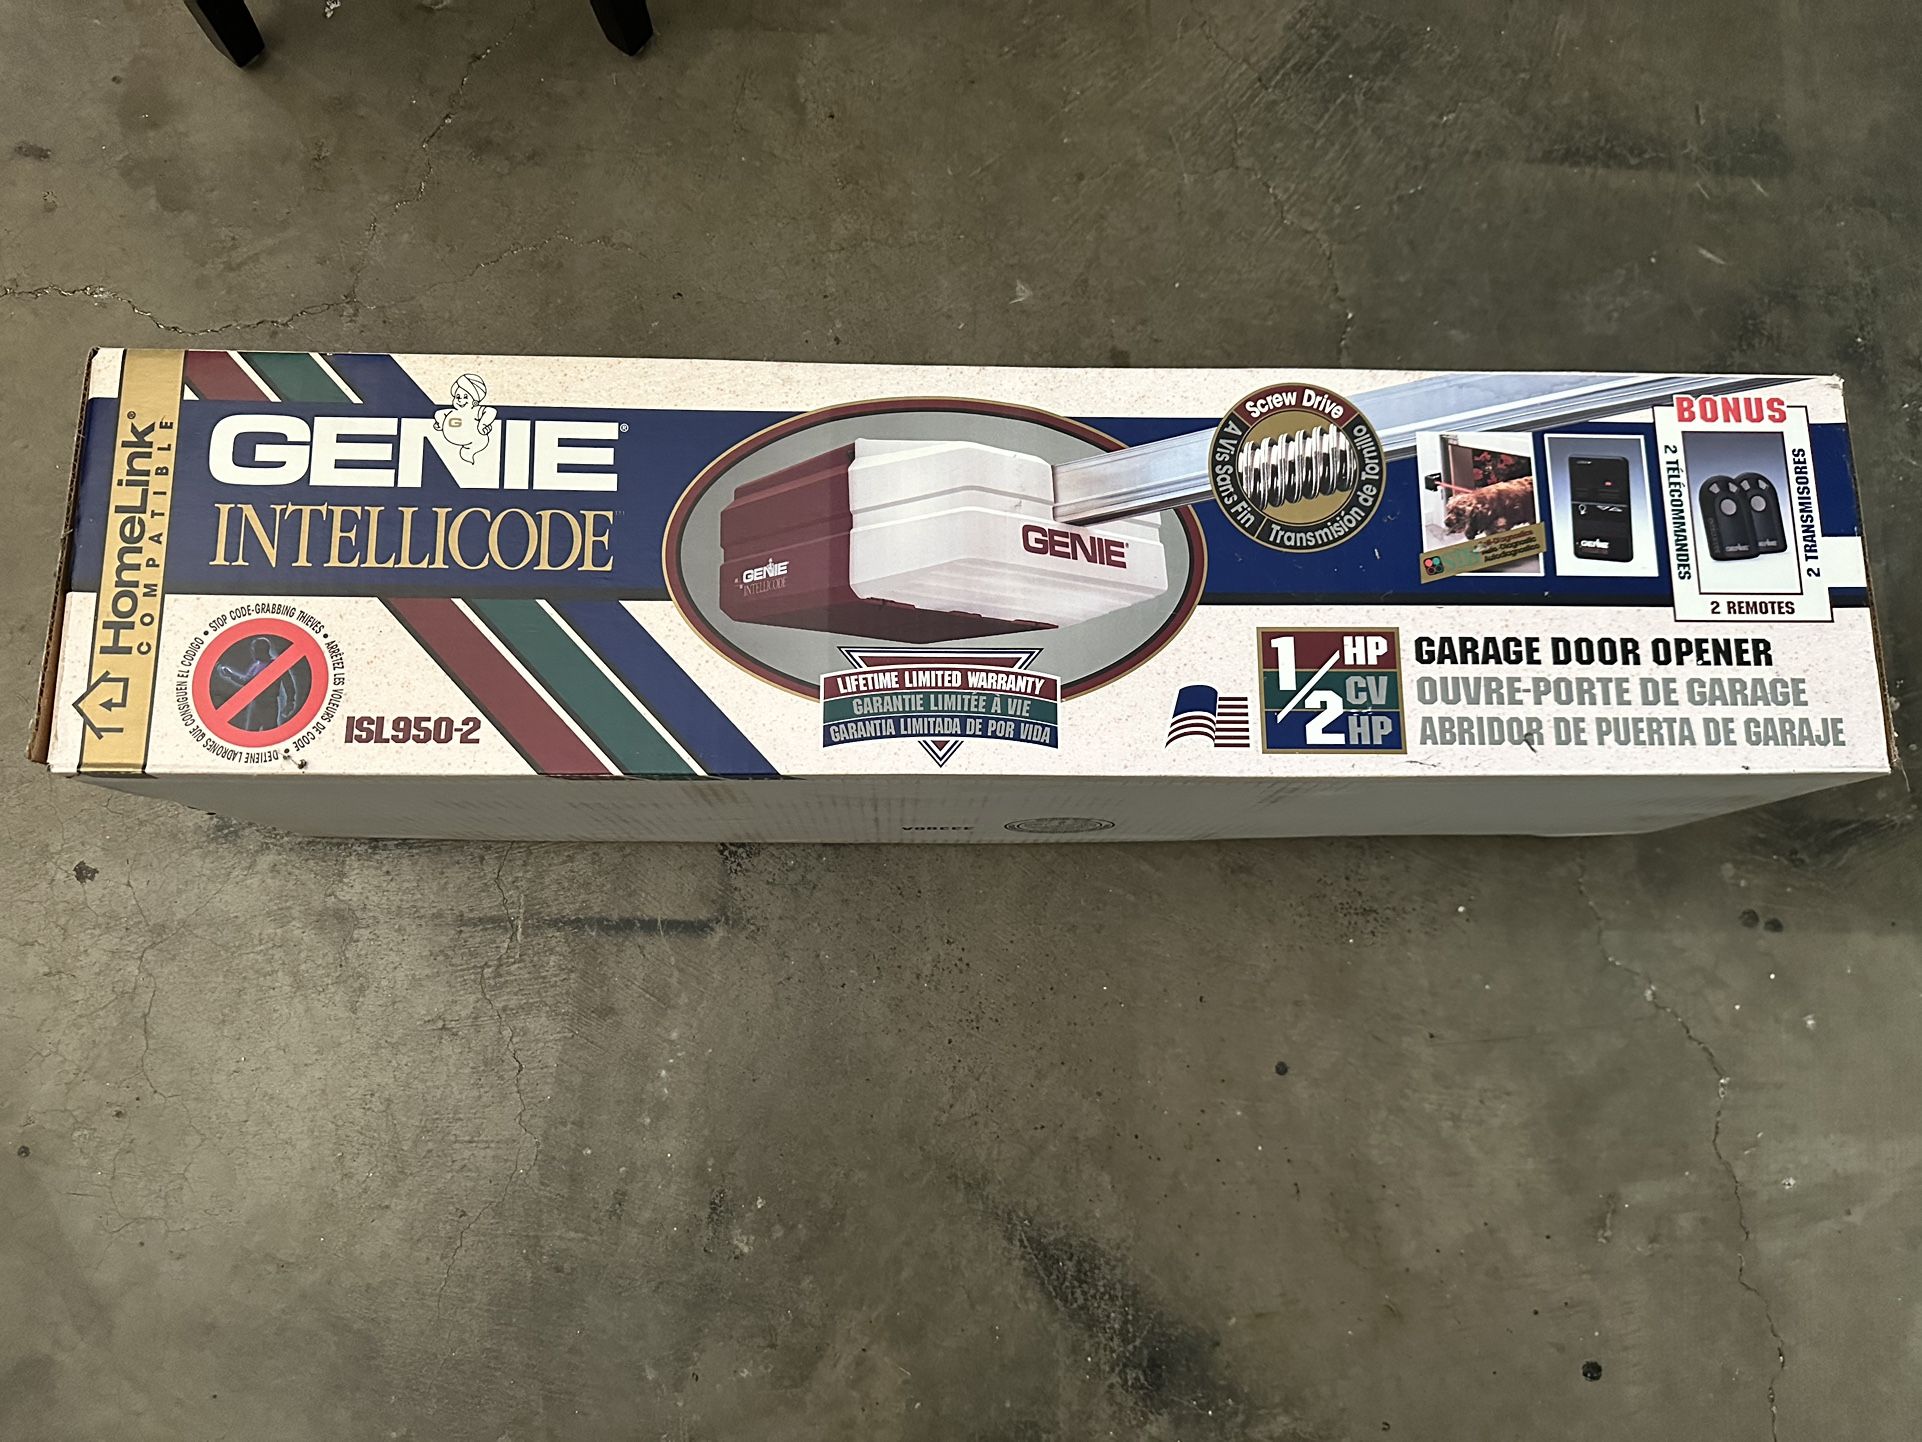 HomeLink®
COMPATIBLE
GENIE®
G
INTELLICODE™
• STOP CODE-GRABBING THIEVES • ARRÊTEZ LES VOLEURS DE CODE • DETIENE LADRONES QUE CONSIGUEN EL CODIGO
ISL950-2
GENIE
INTELLICODE
GENIE®
LIFETIME LIMITED WARRANTY
GARANTIE LIMITÉE À VIE
GARANTIA LIMITADA DE POR VIDA
Screw Drive
À Vis Sans Fin
Transmisión de Tornillo
Autodiagnostica
GENIE
BONUS
2 TÉLÉCOMMANDES
2 TRANSMISORES
2 REMOTES
1/2 HP
CV
HP
GARAGE DOOR OPENER
OUVRE-PORTE DE GARAGE
ABRIDOR DE PUERTA DE GARAJE